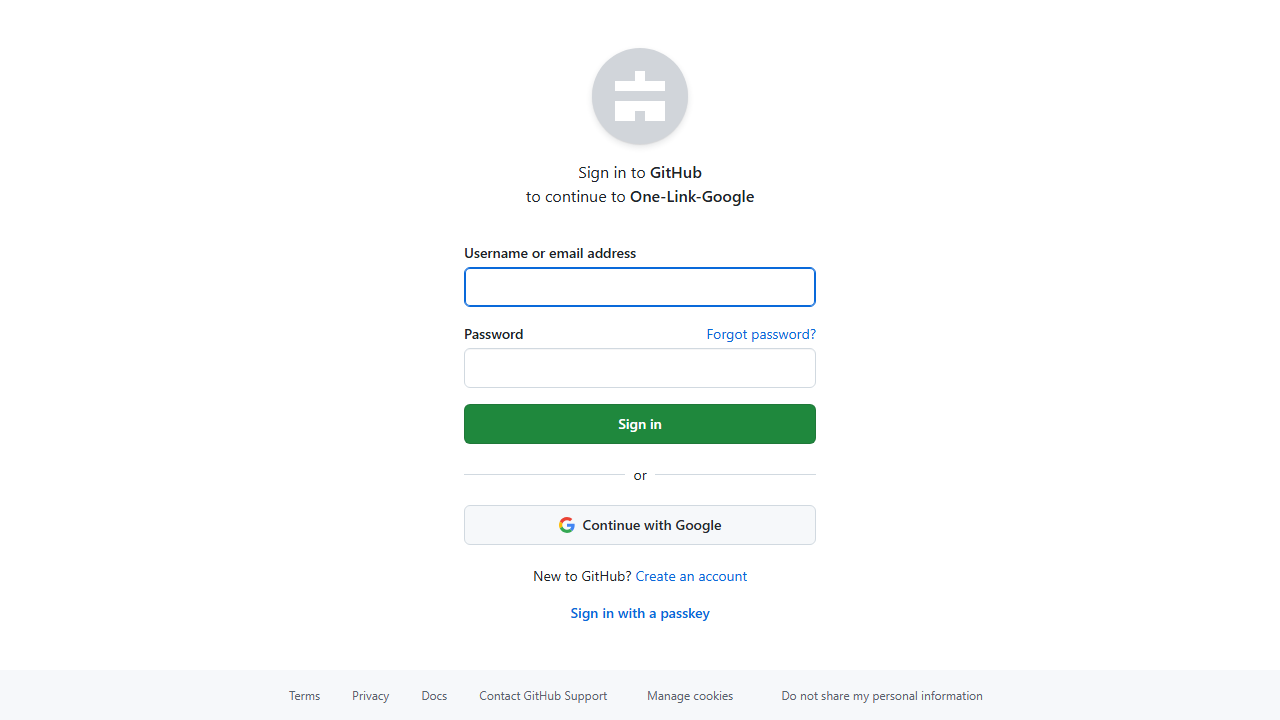 Sign in to GitHub
to continue to One-Link-Google
Username or email address
Password Forgot password?
Sign in
or
Continue with Google
New to GitHub? Create an account
Sign in with a passkey
Terms Privacy Docs Contact GitHub Support Manage cookies Do not share my personal information